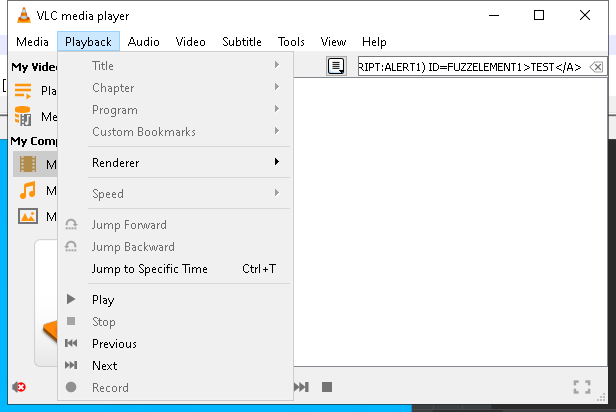 VLC media player
Media Playback Audio Video Subtitle Tools View Help
My Vide
RIPT:ALERT1) ID=FUZZELEMENT1>TEST</A>
Title
Chapter
Program
Custom Bookmarks
Renderer
Speed
Jump Forward
Jump Backward
Jump to Specific Time Ctrl+T
Play
Stop
Previous
Next
Record
Pla
Me
My Comp
M
M
M